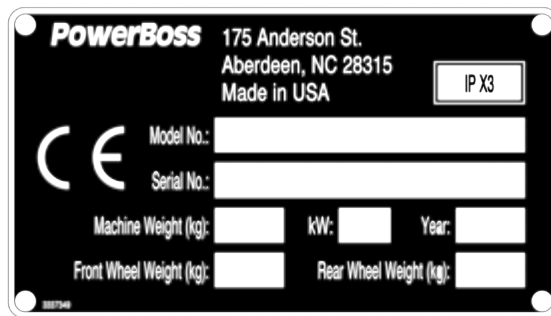 PowerBoss
175 Anderson St.
Aberdeen, NC 28315
Made in USA
IP X3
CE
Model No.:
Serial No.:
Machine Weight (kg):
kW:
Year:
Front Wheel Weight (kg):
Rear Wheel Weight (kg):